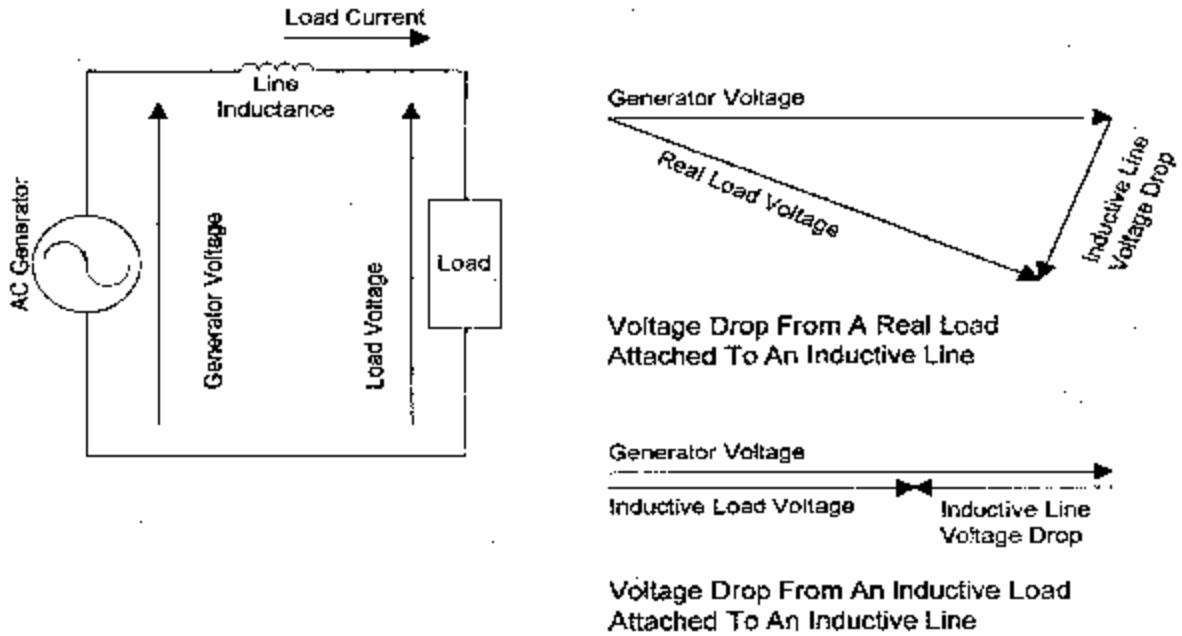 Load Current
Line
Inductance
AC Generator
Generator Voltage
Load Voltage
Load
Generator Voltage
Real Load Voltage
Inductive Line
Voltage Drop
Voltage Drop From A Real Load
Attached To An Inductive Line
Generator Voltage
Inductive Load Voltage
Inductive Line
Voltage Drop
Voltage Drop From An Inductive Load
Attached To An Inductive Line